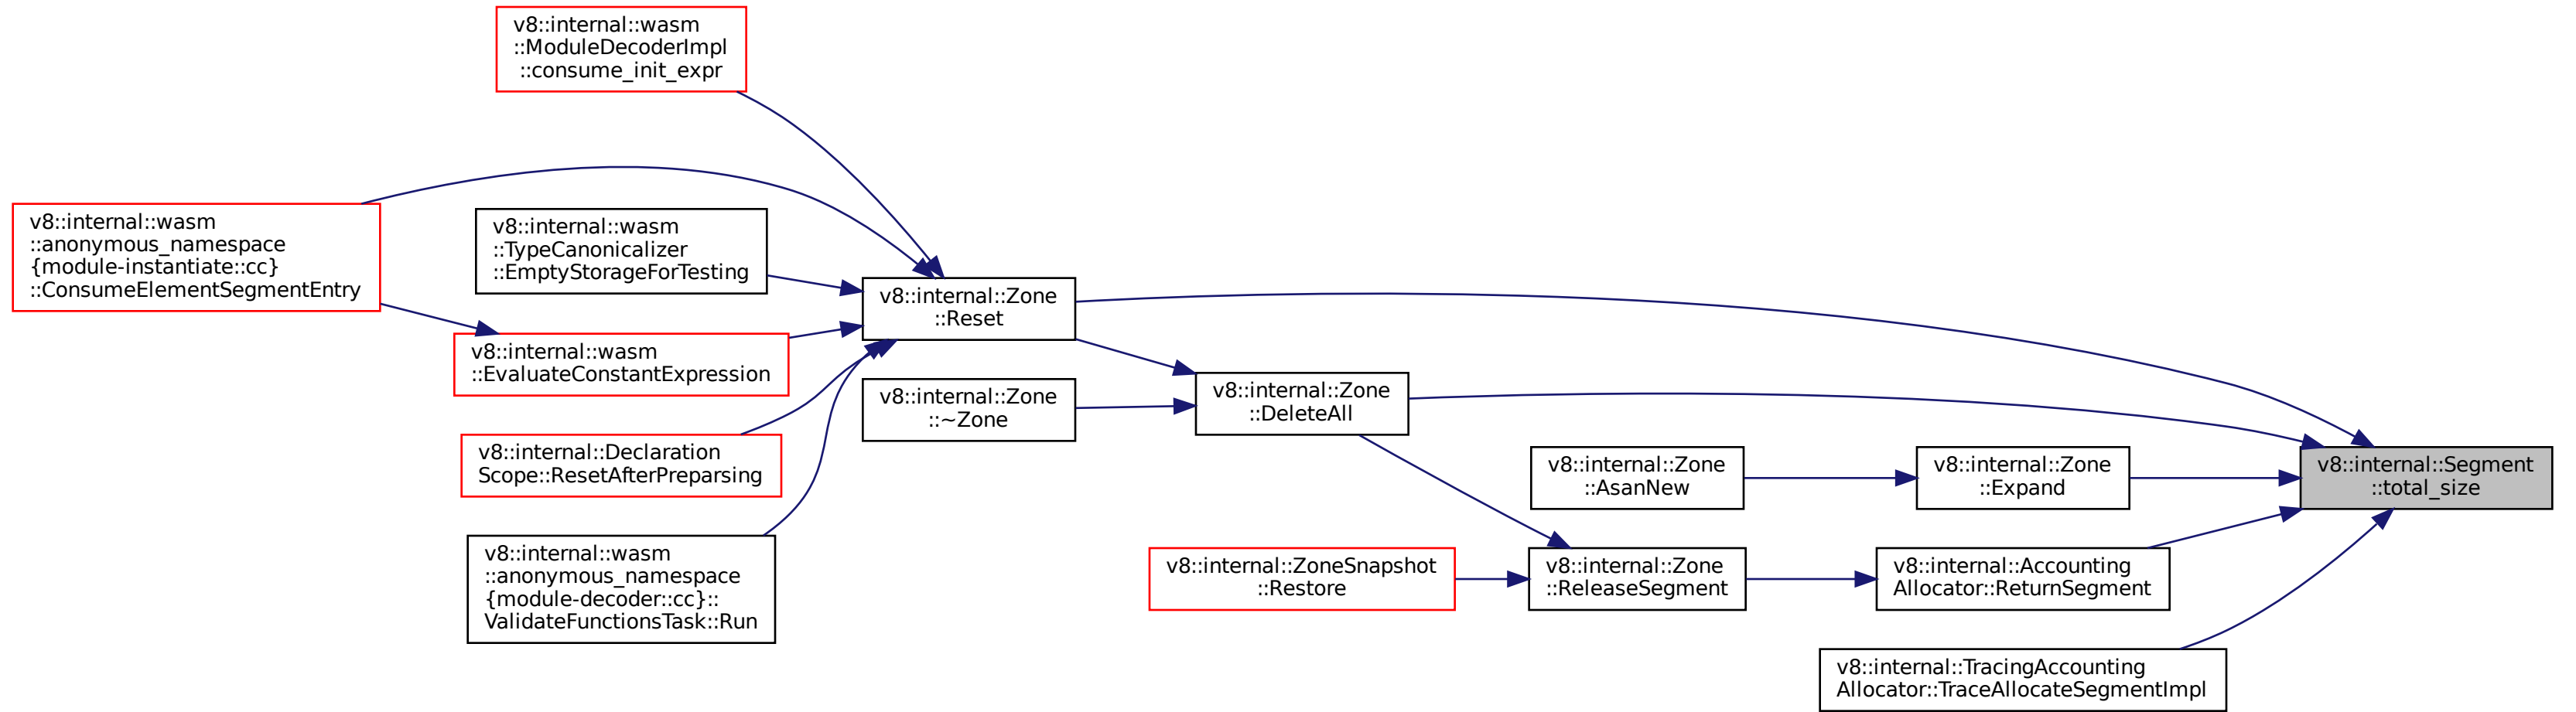 v8::internal::wasm
::ModuleDecoderImpl
::consume_init_expr
v8::internal::wasm
::anonymous_namespace
{module-instantiate::cc}
::ConsumeElementSegmentEntry
v8::internal::wasm
::TypeCanonicalizer
::EmptyStorageForTesting
v8::internal::wasm
::EvaluateConstantExpression
v8::internal::Declaration
Scope::ResetAfterPreparsing
v8::internal::wasm
::anonymous_namespace
{module-decoder::cc}::
ValidateFunctionsTask::Run
v8::internal::Zone
::Reset
v8::internal::Zone
::~Zone
v8::internal::Zone
::DeleteAll
v8::internal::ZoneSnapshot
::Restore
v8::internal::Zone
::AsanNew
v8::internal::Zone
::ReleaseSegment
v8::internal::Zone
::Expand
v8::internal::Accounting
Allocator::ReturnSegment
v8::internal::TracingAccounting
Allocator::TraceAllocateSegmentImpl
v8::internal::Segment
::total_size